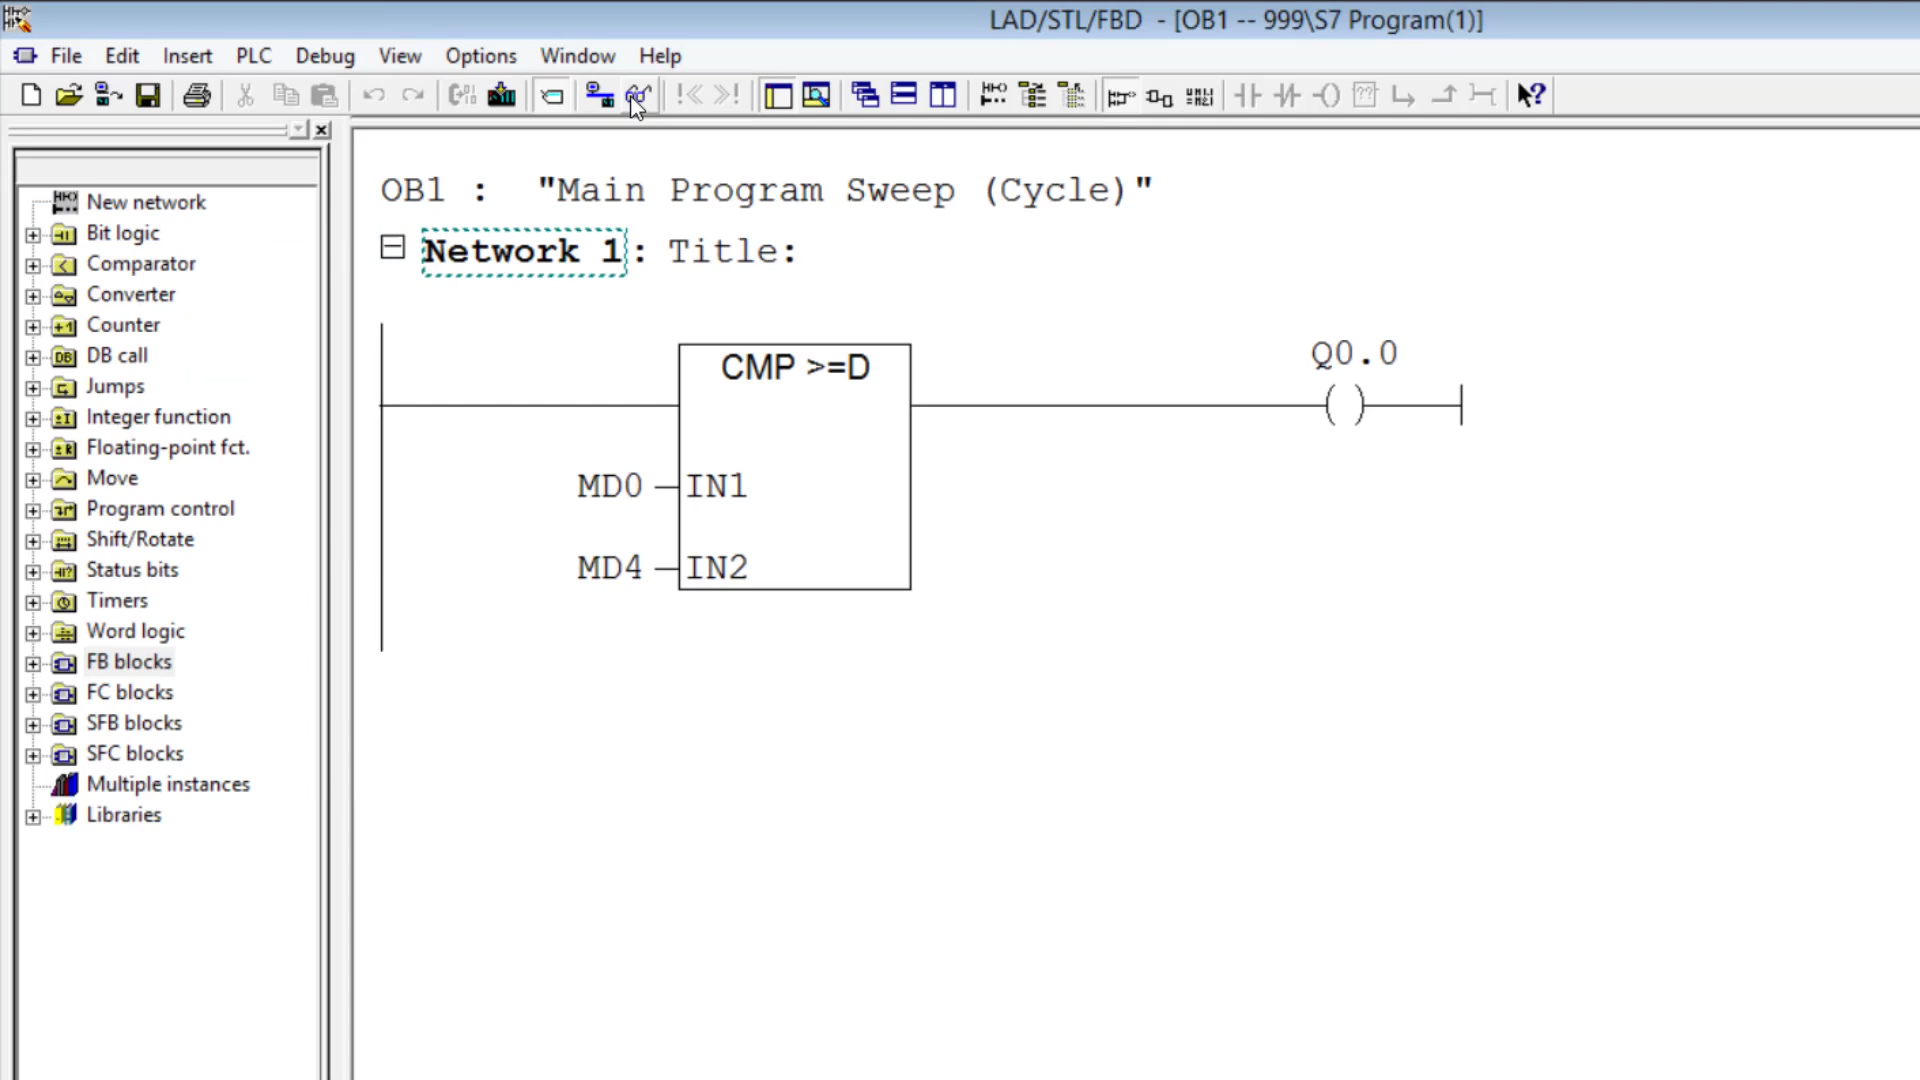 LAD/STL/FBD - [OB1 -- 999\S7 Program(1)]
File Edit Insert PLC Debug View Options Window Help
New network
Bit logic
Comparator
Converter
Counter
DB call
Jumps
Integer function
Floating-point fct.
Move
Program control
Shift/Rotate
Status bits
Timers
Word logic
FB blocks
FC blocks
SFB blocks
SFC blocks
Multiple instances
Libraries
OB1 : "Main Program Sweep (Cycle)"
Network 1: Title:
CMP >=D
Q0.0
( )
MD0 IN1
MD4 IN2